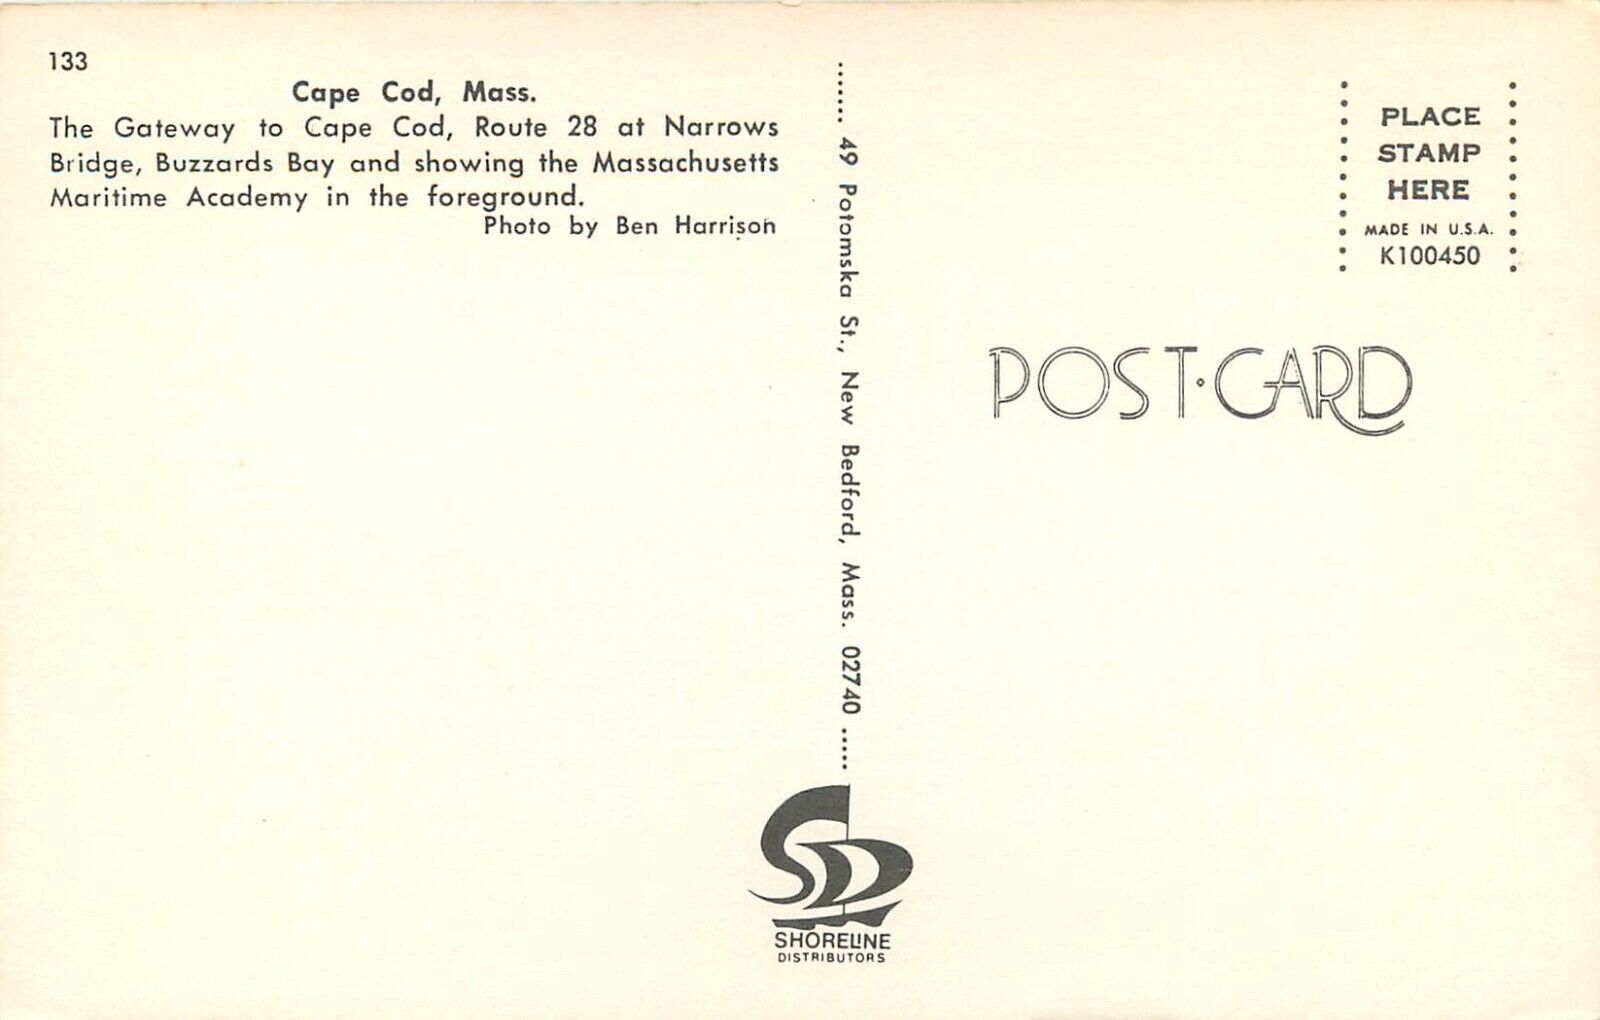 133
Cape Cod, Mass.
The Gateway to Cape Cod, Route 28 at Narrows
Bridge, Buzzards Bay and showing the Massachusetts
Maritime Academy in the foreground.
Photo by Ben Harrison
....... 49 Potomska St., New Bedford, Mass. 02740 ......
SHORELINE
DISTRIBUTORS
PLACE
STAMP
HERE
MADE IN U.S.A.
K100450
POST·CARD